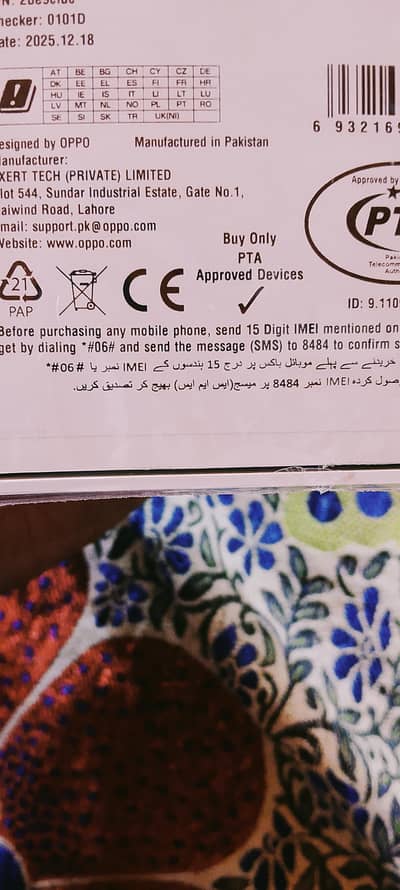 ecker: 0101D
ate: 2025.12.18
AT BE BG CH CY CZ DE
DK EE EL ES FI FR HR
HU IE IS IT LI LT LU
LV MT NL NO PL PT RO
SE SI SK TR UK(NI)
6 932169
esigned by OPPO Manufactured in Pakistan
anufacturer:
XERT TECH (PRIVATE) LIMITED
lot 544, Sundar Industrial Estate, Gate No.1,
aiwind Road, Lahore
mail: support.pk@oppo.com
Website: www.oppo.com
Approved by
PT
Buy Only
PTA
Approved Devices
21
PAP
CE
ID: 9.110
Before purchasing any mobile phone, send 15 Digit IMEI mentioned on
get by dialing *#06# and send the message (SMS) to 8484 to confirm s
خریدنے سے پہلے موبائل باکس پر درج 15 ہندسوں کے IMEI نمبر یا #06#*
وصول کردہ IMEI نمبر 8484 پر میسج(ایس ایم ایس) بھیج کر تصدیق کریں.